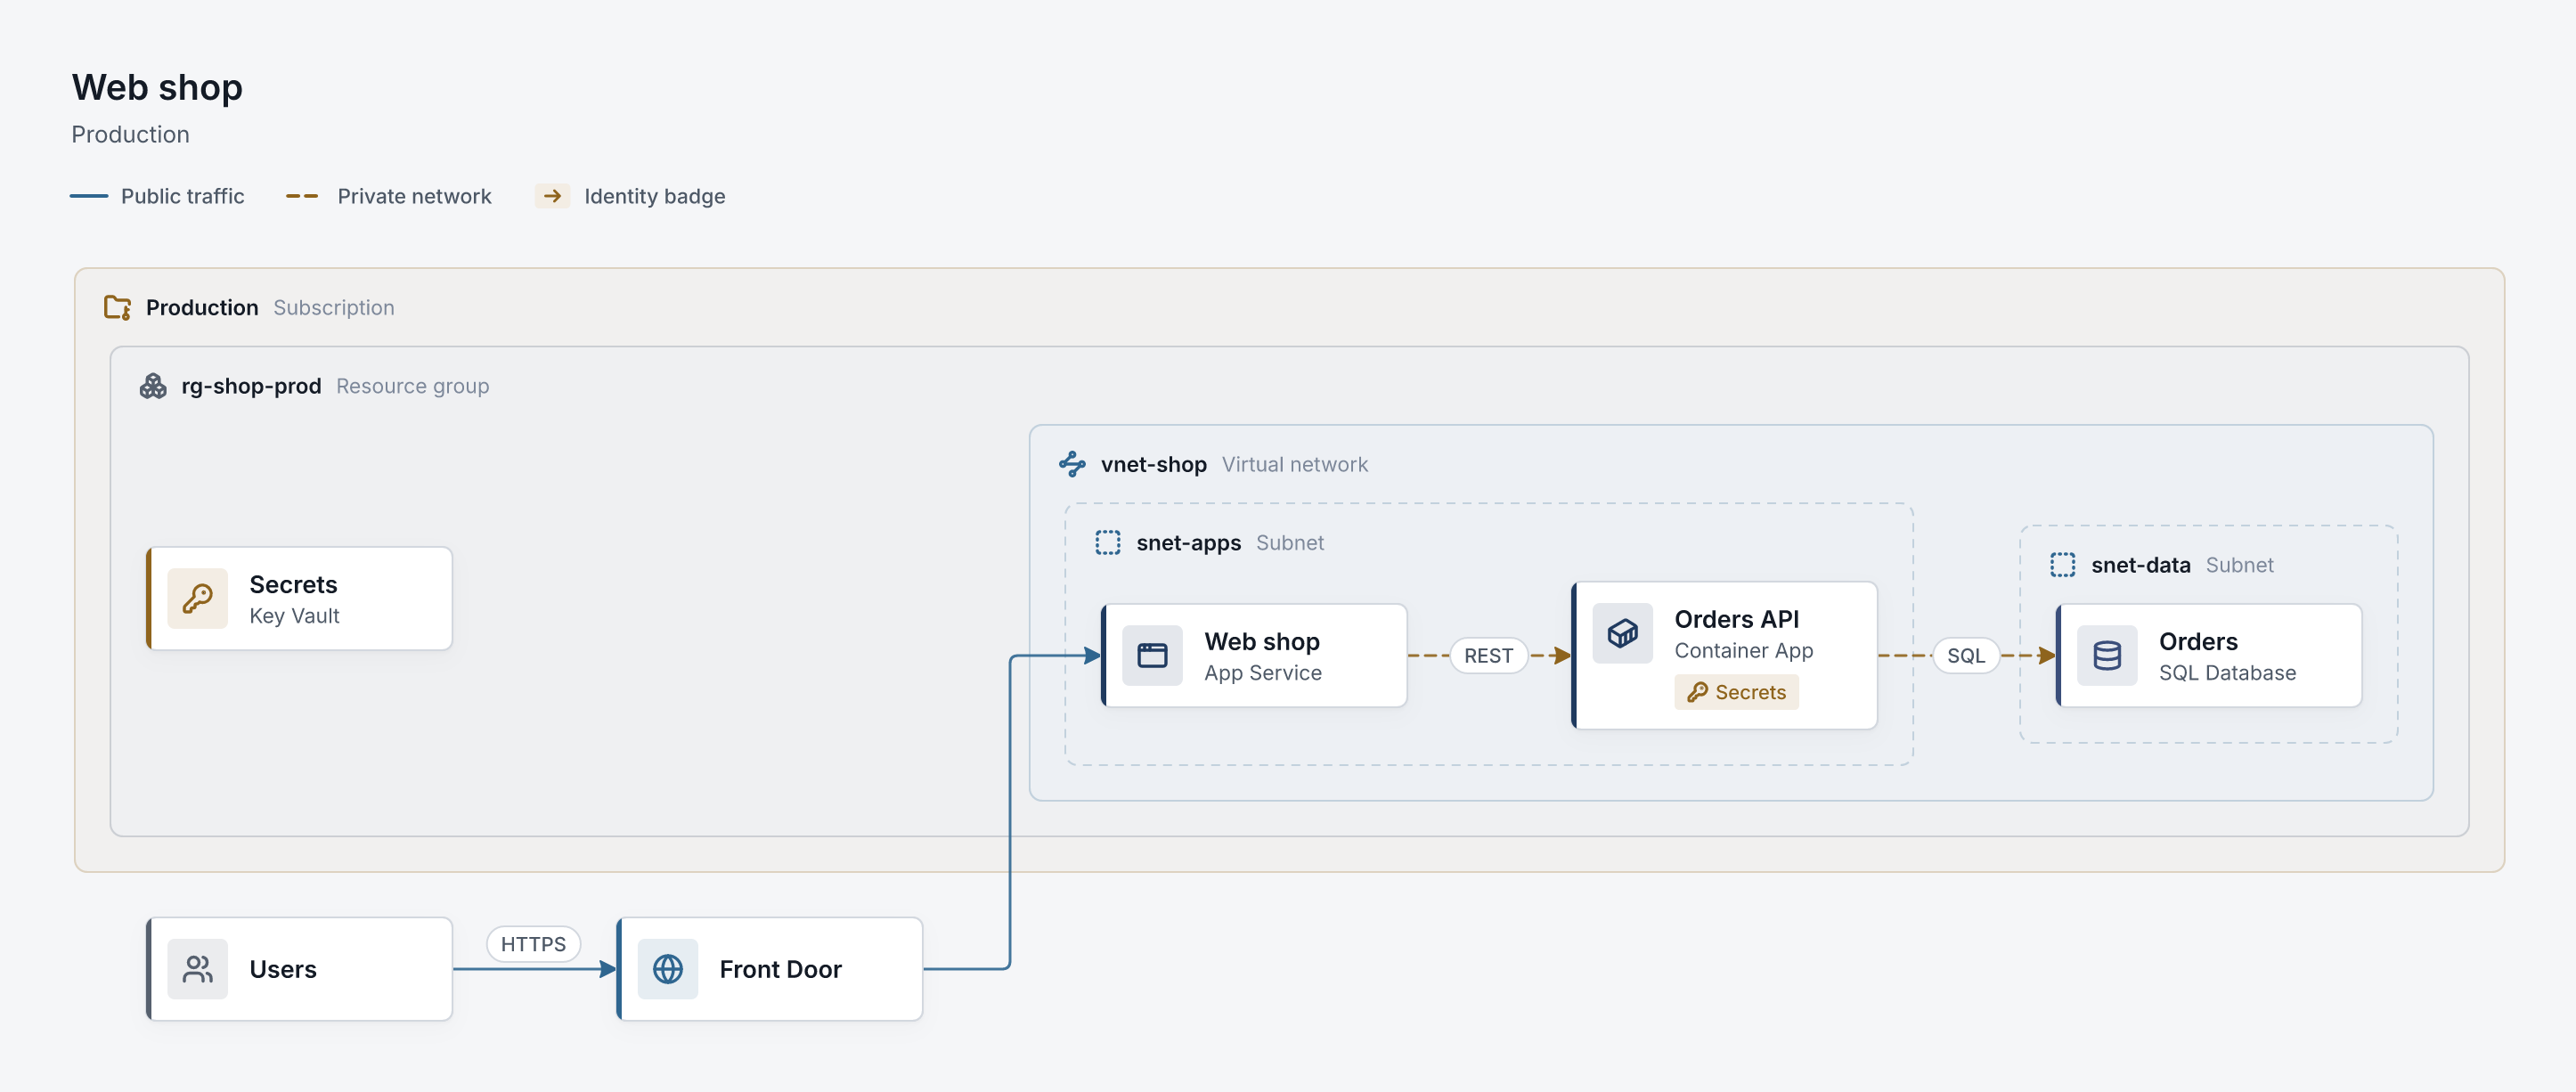 Web shop
Production
Public traffic
Private network
Identity badge
Production Subscription
rg-shop-prod Resource group
vnet-shop Virtual network
snet-apps Subnet
snet-data Subnet
Secrets
Key Vault
Web shop
App Service
REST
Orders API
Container App
Secrets
SQL
Orders
SQL Database
Users
HTTPS
Front Door